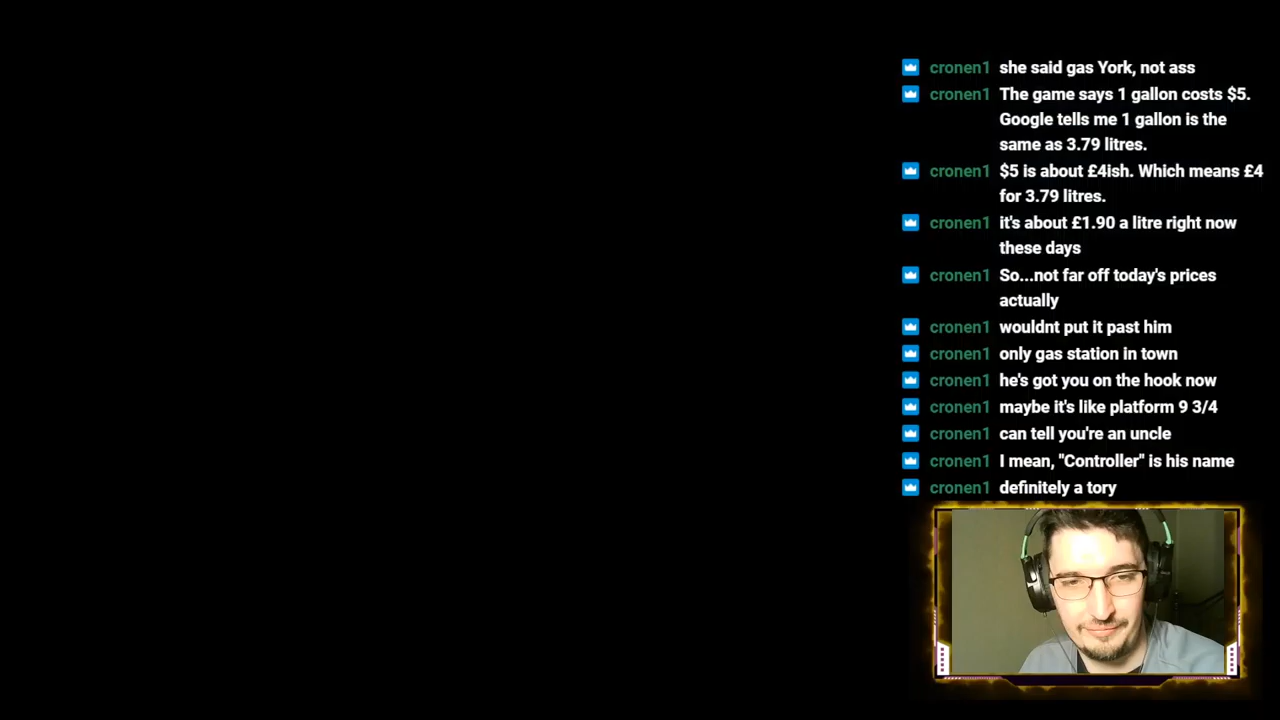 cronen1 she said gas York, not ass
cronen1 The game says 1 gallon costs $5.
Google tells me 1 gallon is the
same as 3.79 litres.
cronen1 $5 is about £4ish. Which means £4
for 3.79 litres.
cronen1 it's about £1.90 a litre right now
these days
cronen1 So...not far off today's prices
actually
cronen1 wouldnt put it past him
cronen1 only gas station in town
cronen1 he's got you on the hook now
cronen1 maybe it's like platform 9 3/4
cronen1 can tell you're an uncle
cronen1 I mean, "Controller" is his name
cronen1 definitely a tory